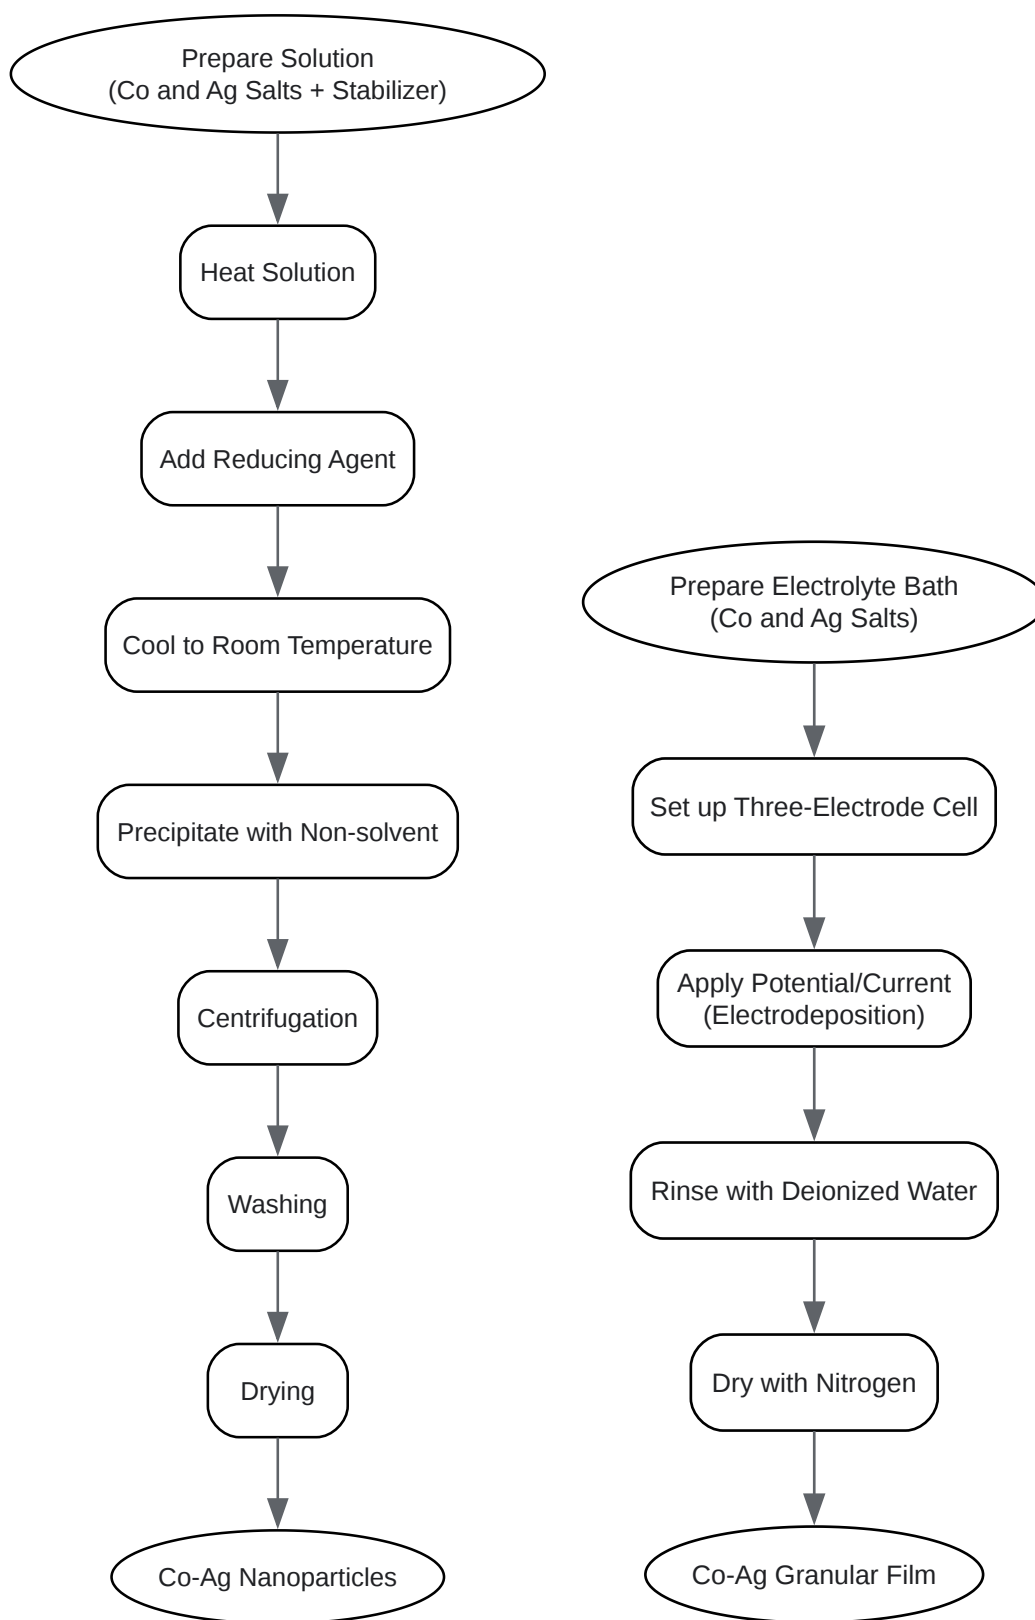 Prepare Solution
(Co and Ag Salts + Stabilizer)
Heat Solution
Add Reducing Agent
Cool to Room Temperature
Precipitate with Non-solvent
Centrifugation
Washing
Drying
Co-Ag Nanoparticles
Prepare Electrolyte Bath
(Co and Ag Salts)
Set up Three-Electrode Cell
Apply Potential/Current
(Electrodeposition)
Rinse with Deionized Water
Dry with Nitrogen
Co-Ag Granular Film